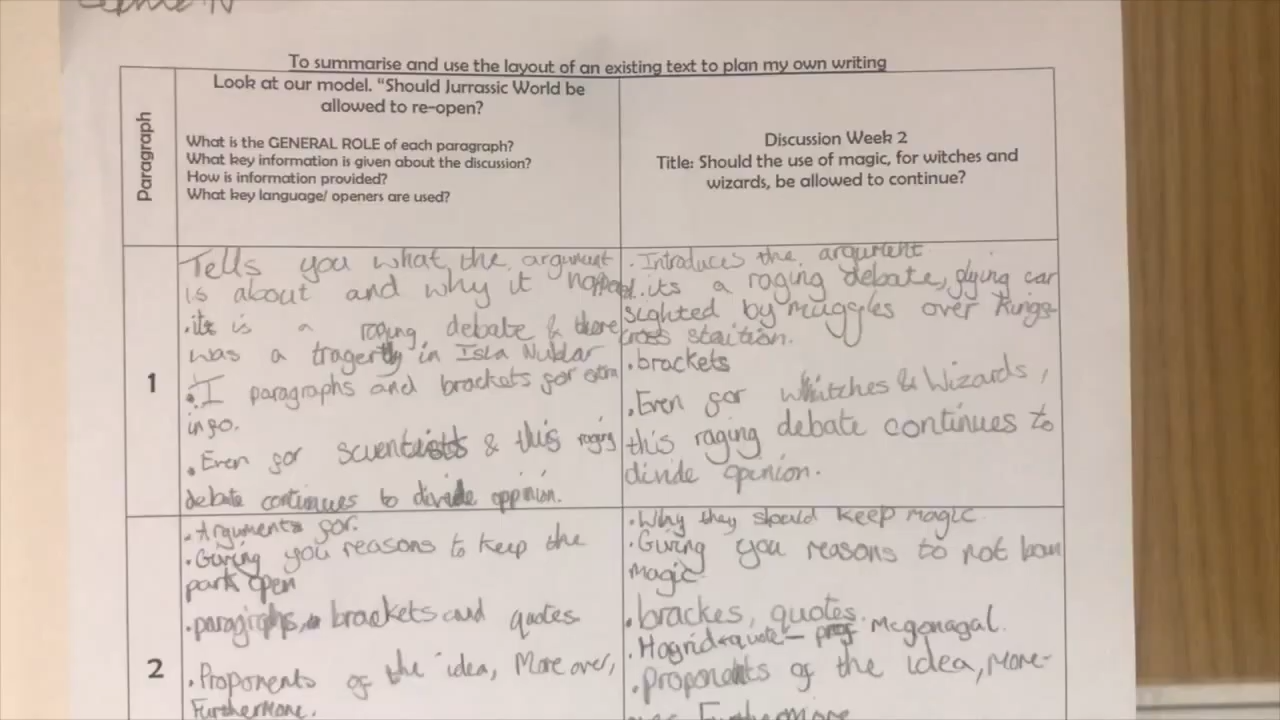 To summarise and use the layout of an existing text to plan my own writing
Paragraph
Look at our model. "Should Jurrassic World be
allowed to re-open?
What is the GENERAL ROLE of each paragraph?
What key information is given about the discussion?
How is information provided?
What key language/ openers are used?
Discussion Week 2
Title: Should the use of magic, for witches and
wizards, be allowed to continue?
1
Tells you what the argument
is about and why it happend
.its is a raging debate & there
was a tragerty in Isla Nublar
. I paragraphs and brackets for extra
info.
. Even for scientists & this raging
debate continues to divide oppinion.
. Introduces the argument
. its a raging debate, flying car
sighted by muggles over Kings-
cross staition.
. brackets
. Even for whitches & Wizards,
this raging debate continues to
divide opinion.
2
. Arguments for.
. Giving you reasons to keep the
park open
. paragraphs, brackets and quotes
. Proponents of the idea, More over,
FurtherMore.
. Why they should keep magic
. Giving you reasons to not ban
magic.
. brackes, quotes.
. Hagrid quote - prof Mcgonagal.
. Proponents of the idea, More-
Furthermore